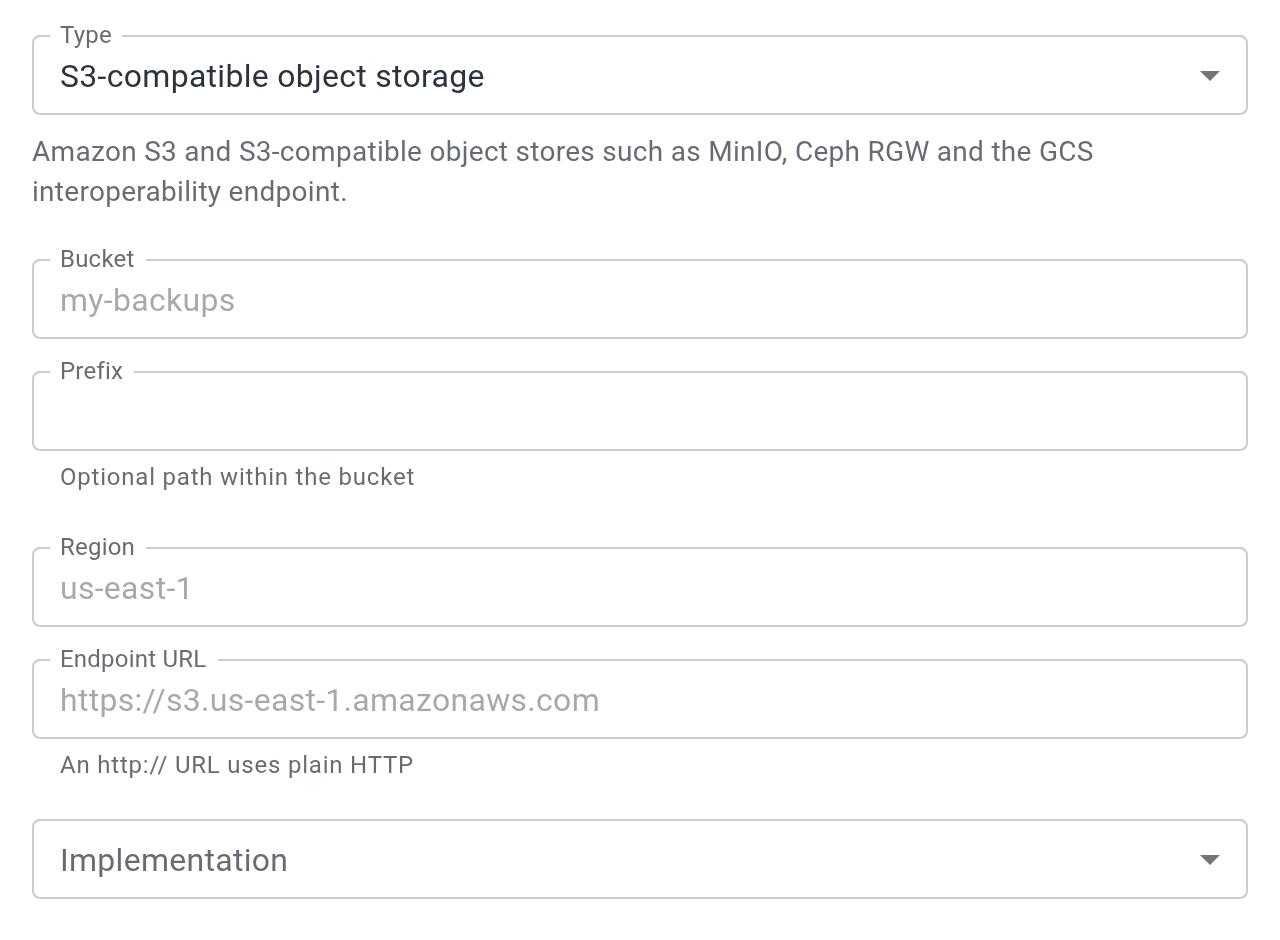 Type
S3-compatible object storage
Amazon S3 and S3-compatible object stores such as MinIO, Ceph RGW and the GCS
interoperability endpoint.
Bucket
my-backups
Prefix
Optional path within the bucket
Region
us-east-1
Endpoint URL
https://s3.us-east-1.amazonaws.com
An http:// URL uses plain HTTP
Implementation